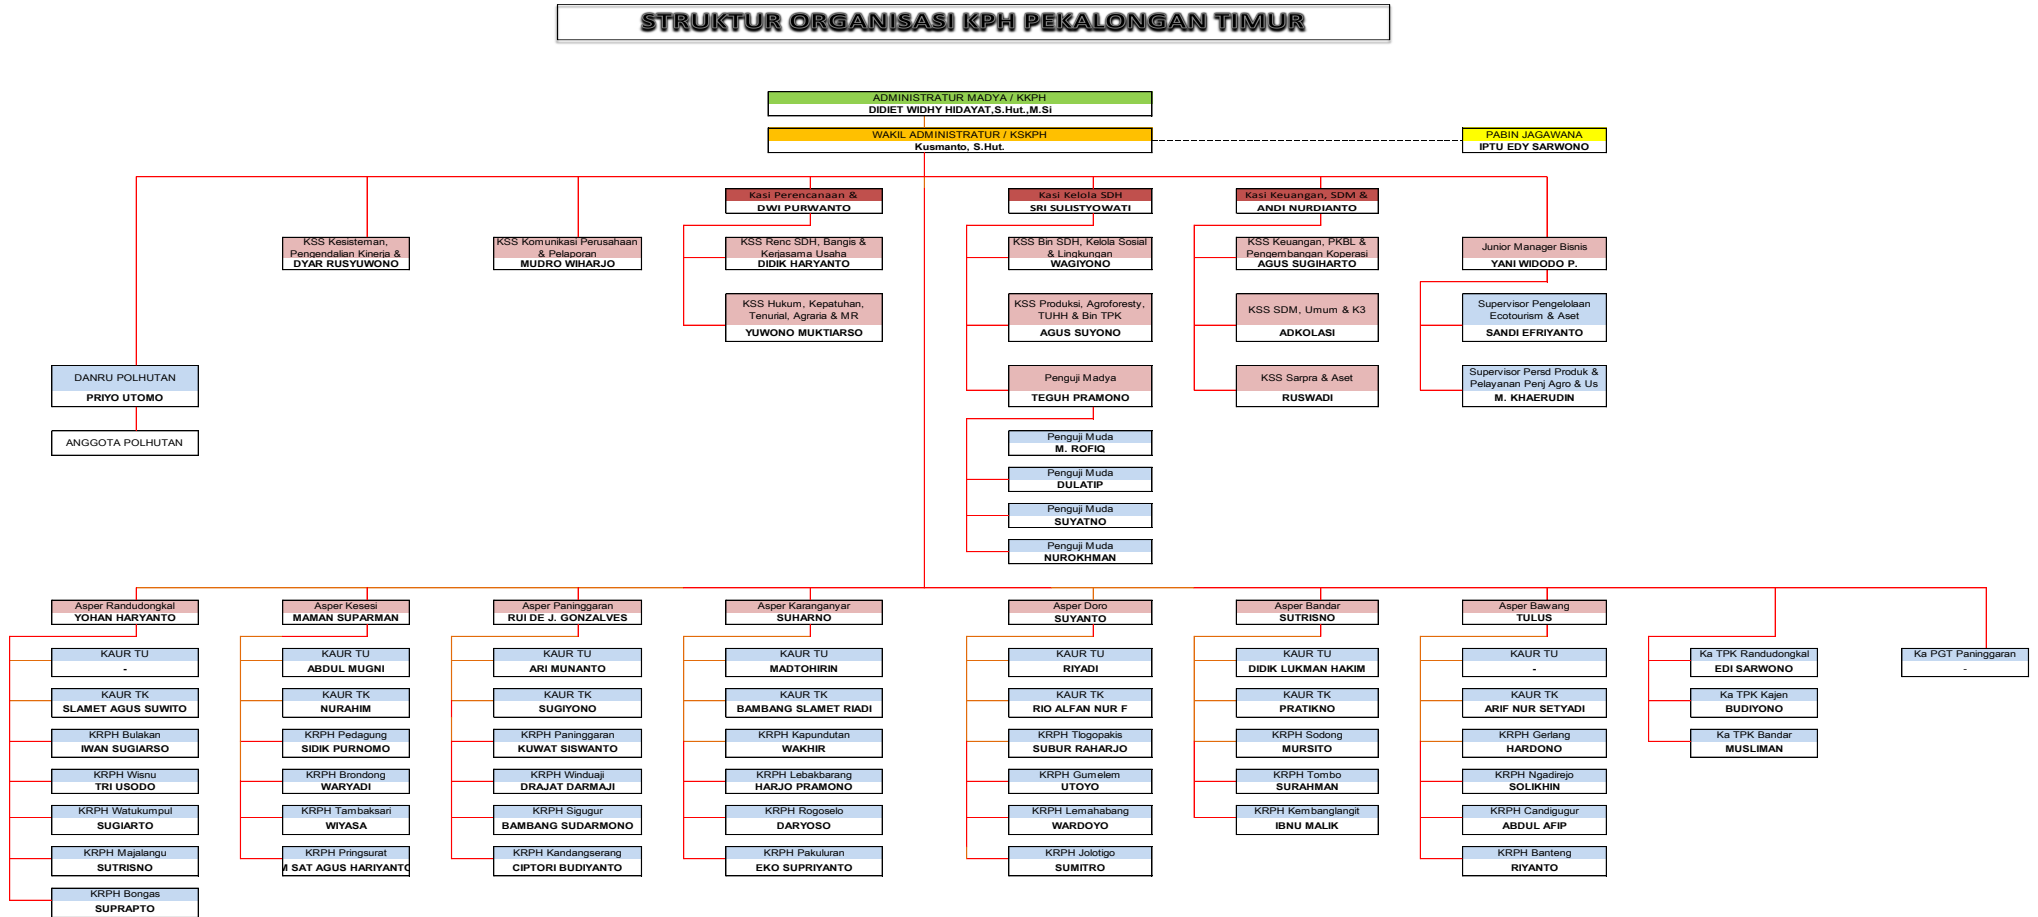 STRUKTUR ORGANISASI KPH PEKALONGAN TIMUR
ADMINISTRATUR MADYA / KKPH
DIDIET WIDHY HIDAYAT,S.Hut.,M.Si
WAKIL ADMINISTRATUR / KSKPH
Kusmanto, S.Hut.
PABIN JAGAWANA
IPTU EDY SARWONO
Kasi Perencanaan &
DWI PURWANTO
Kasi Kelola SDH
SRI SULISTYOWATI
Kasi Keuangan, SDM &
ANDI NURDIANTO
KSS Kesisteman,
Pengendalian Kinerja &
DYAR RUSYUWONO
KSS Komunikasi Perusahaan
& Pelaporan
MUDRO WIHARJO
KSS Renc SDH, Bangis &
Kerjasama Usaha
DIDIK HARYANTO
KSS Bin SDH, Kelola Sosial
& Lingkungan
WAGIYONO
KSS Keuangan, PKBL &
Pengembangan Koperasi
AGUS SUGIHARTO
Junior Manager Bisnis
YANI WIDODO P.
KSS Hukum, Kepatuhan,
Tenurial, Agraria & MR
YUWONO MUKTIARSO
KSS Produksi, Agroforesty,
TUHH & Bin TPK
AGUS SUYONO
KSS SDM, Umum & K3
ADKOLASI
Supervisor Pengelolaan
Ecotourism & Aset
SANDI EFRIYANTO
DANRU POLHUTAN
PRIYO UTOMO
Penguji Madya
TEGUH PRAMONO
KSS Sarpra & Aset
RUSWADI
Supervisor Persd Produk &
Pelayanan Penj Agro & Us
M. KHAERUDIN
ANGGOTA POLHUTAN
Penguji Muda
M. ROFIQ
Penguji Muda
DULATIP
Penguji Muda
SUYATNO
Penguji Muda
NUROKHMAN
Asper Randudongkal
YOHAN HARYANTO
Asper Kesesi
MAMAN SUPARMAN
Asper Paninggaran
RUI DE J. GONZALVES
Asper Karanganyar
SUHARNO
Asper Doro
SUYANTO
Asper Bandar
SUTRISNO
Asper Bawang
TULUS
KAUR TU
-
KAUR TU
ABDUL MUGNI
KAUR TU
ARI MUNANTO
KAUR TU
MADTOHIRIN
KAUR TU
RIYADI
KAUR TU
DIDIK LUKMAN HAKIM
KAUR TU
-
Ka TPK Randudongkal
EDI SARWONO
Ka PGT Paninggaran
-
KAUR TK
SLAMET AGUS SUWITO
KAUR TK
NURAHIM
KAUR TK
SUGIYONO
KAUR TK
BAMBANG SLAMET RIADI
KAUR TK
RIO ALFAN NUR F
KAUR TK
PRATIKNO
KAUR TK
ARIF NUR SETYADI
Ka TPK Kajen
BUDIYONO
KRPH Bulakan
IWAN SUGIARSO
KRPH Pedagung
SIDIK PURNOMO
KRPH Paninggaran
KUWAT SISWANTO
KRPH Kapundutan
WAKHIR
KRPH Tlogopakis
SUBUR RAHARJO
KRPH Sodong
MURSITO
KRPH Gerlang
HARDONO
Ka TPK Bandar
MUSLIMAN
KRPH Wisnu
TRI USODO
KRPH Brondong
WARYADI
KRPH Winduaji
DRAJAT DARMAJI
KRPH Lebakbarang
HARJO PRAMONO
KRPH Gumelem
UTOYO
KRPH Tombo
SURAHMAN
KRPH Ngadirejo
SOLIKHIN
KRPH Watukumpul
SUGIARTO
KRPH Tambaksari
WIYASA
KRPH Sigugur
BAMBANG SUDARMONO
KRPH Rogoselo
DARYOSO
KRPH Lemahabang
WARDOYO
KRPH Kembanglangit
IBNU MALIK
KRPH Candigugur
ABDUL AFIP
KRPH Majalangu
SUTRISNO
KRPH Pringsurat
M SAT AGUS HARIYANTO
KRPH Kandangserang
CIPTORI BUDIYANTO
KRPH Pakuluran
EKO SUPRIYANTO
KRPH Jolotigo
SUMITRO
KRPH Banteng
RIYANTO
KRPH Bongas
SUPRAPTO